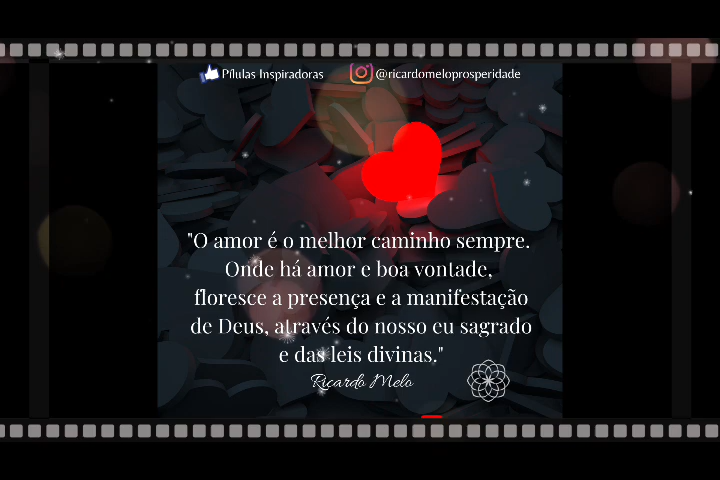 Pílulas Inspiradoras @ricardomeloprosperidade
"O amor é o melhor caminho sempre.
Onde há amor e boa vontade,
floresce a presença e a manifestação
de Deus, através do nosso eu sagrado
e das leis divinas."
Ricardo Melo